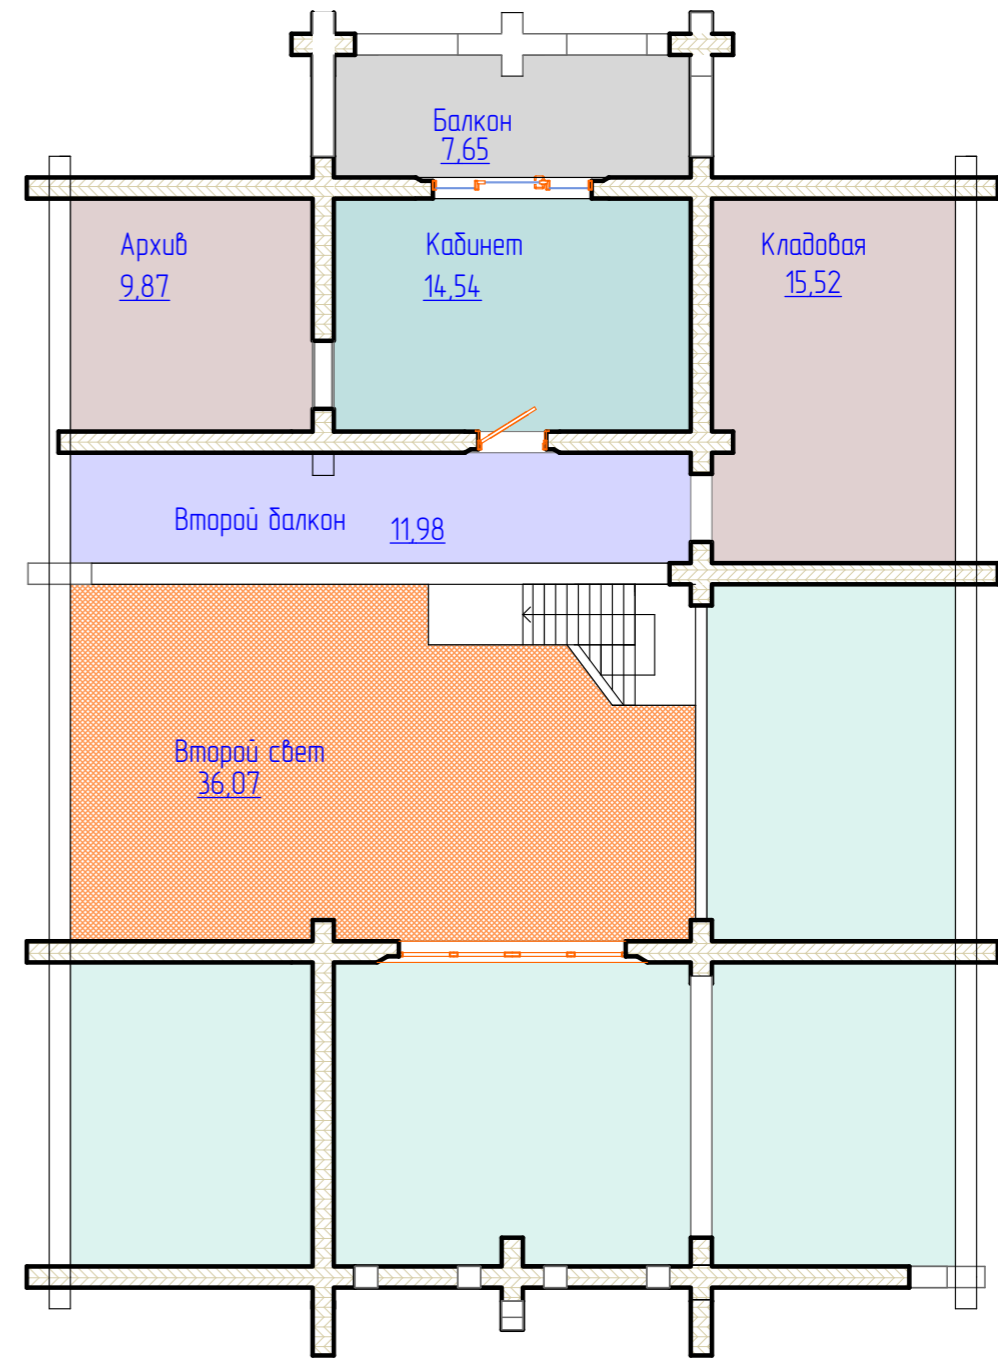 Балкон
7,65
Архив
9,87
Кабинет
14,54
Кладовая
15,52
Второй балкон 11,98
Второй свет
36,07